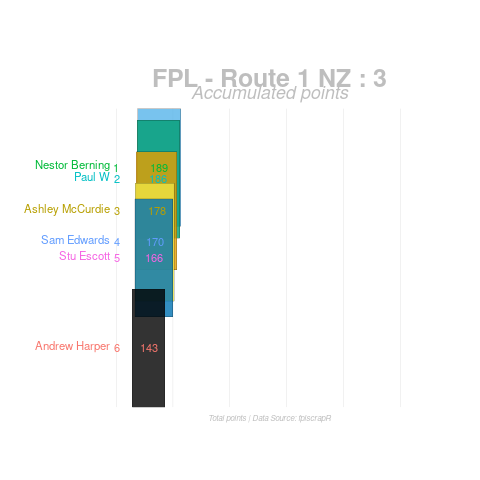 FPL - Route 1 NZ : 3
Accumulated points
Nestor Berning 1 189
Paul W 2 188
Ashley McCurdie 3 178
Sam Edwards 4 170
Stu Escott 5 166
Andrew Harper 6 143
Total points | Data Source: fplscrapR